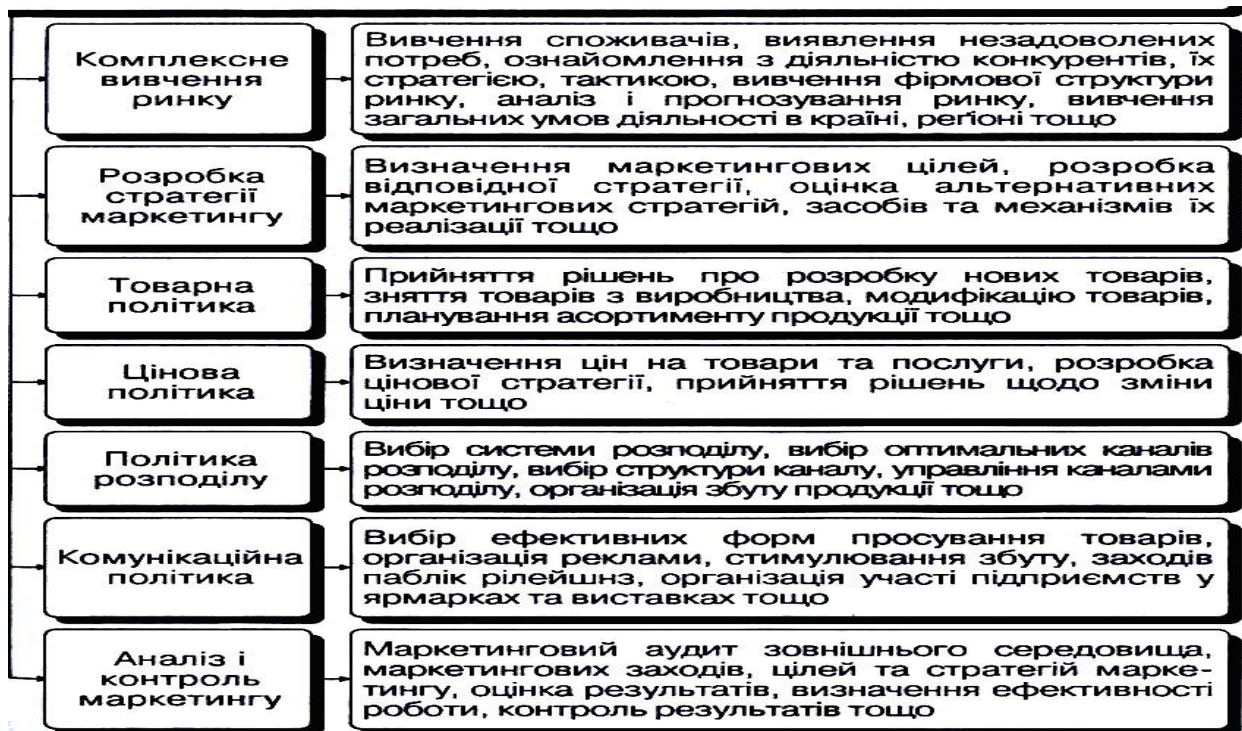 Комплексне
вивчення
ринку
Вивчення споживачів, виявлення незадоволених
потреб, ознайомлення з діяльністю конкурентів, їх
стратегією, тактикою, вивчення фірмової структури
ринку, аналіз і прогнозування ринку, вивчення
загальних умов діяльності в країні, регіоні тощо
Розробка
стратегії
маркетингу
Визначення маркетингових цілей, розробка
відповідної стратегії, оцінка альтернативних
маркетингових стратегій, засобів та механізмів їх
реалізації тощо
Товарна
політика
Прийняття рішень про розробку нових товарів,
зняття товарів з виробництва, модифікацію товарів,
планування асортименту продукції тощо
Цінова
політика
Визначення цін на товари та послуги, розробка
цінової стратегії, прийняття рішень щодо зміни
ціни тощо
Політика
розподілу
Вибір системи розподілу, вибір оптимальних каналів
розподілу, вибір структури каналу, управління каналами
розподілу, організація збуту продукції тощо
Комунікаційна
політика
Вибір ефективних форм просування товарів,
організація реклами, стимулювання збуту, заходів
паблік рілейшнз, організація участі підприємств у
ярмарках та виставках тощо
Аналіз і
контроль
маркетингу
Маркетинговий аудит зовнішнього середовища,
маркетингових заходів, цілей та стратегій марке-
тингу, оцінка результатів, визначення ефективності
роботи, контроль результатів тощо